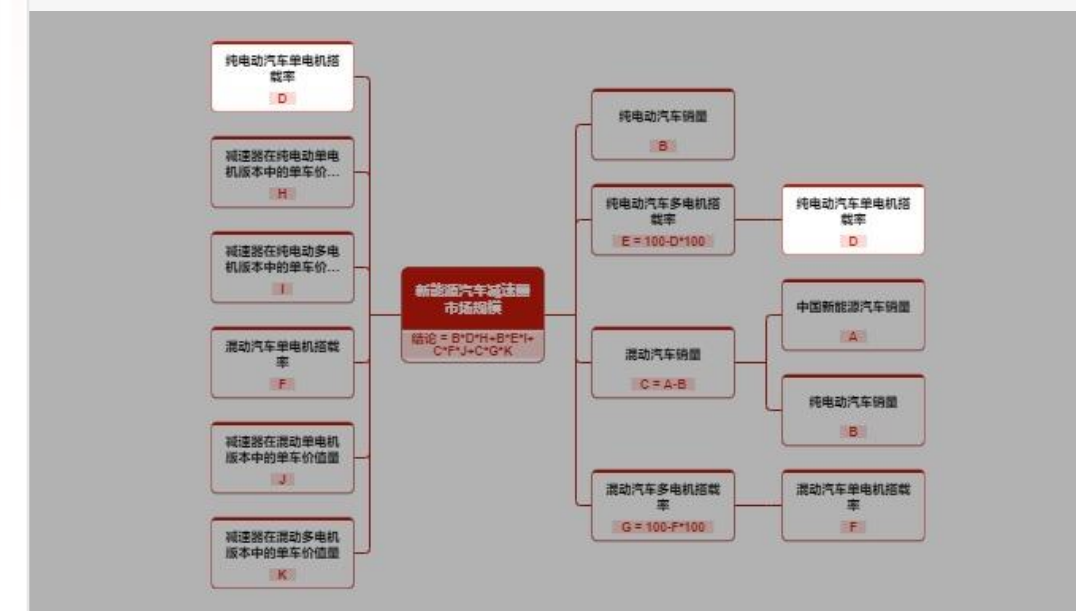 纯电动汽车单电机搭
载率
D
减速器在纯电动单电
机版本中的单车价...
H
减速器在纯电动多电
机版本中的单车价...
I
混动汽车单电机搭载
率
F
减速器在混动单电机
版本中的单车价值量
J
减速器在混动多电机
版本中的单车价值量
K
新能源汽车减速器
市场规模
结论 = B*D*H+B*E*I+
C*F*J+C*G*K
纯电动汽车销量
B
纯电动汽车多电机搭
载率
E = 100-D*100
纯电动汽车单电机搭
载率
D
混动汽车销量
C = A-B
中国新能源汽车销量
A
纯电动汽车销量
B
混动汽车多电机搭载
率
G = 100-F*100
混动汽车单电机搭载
率
F